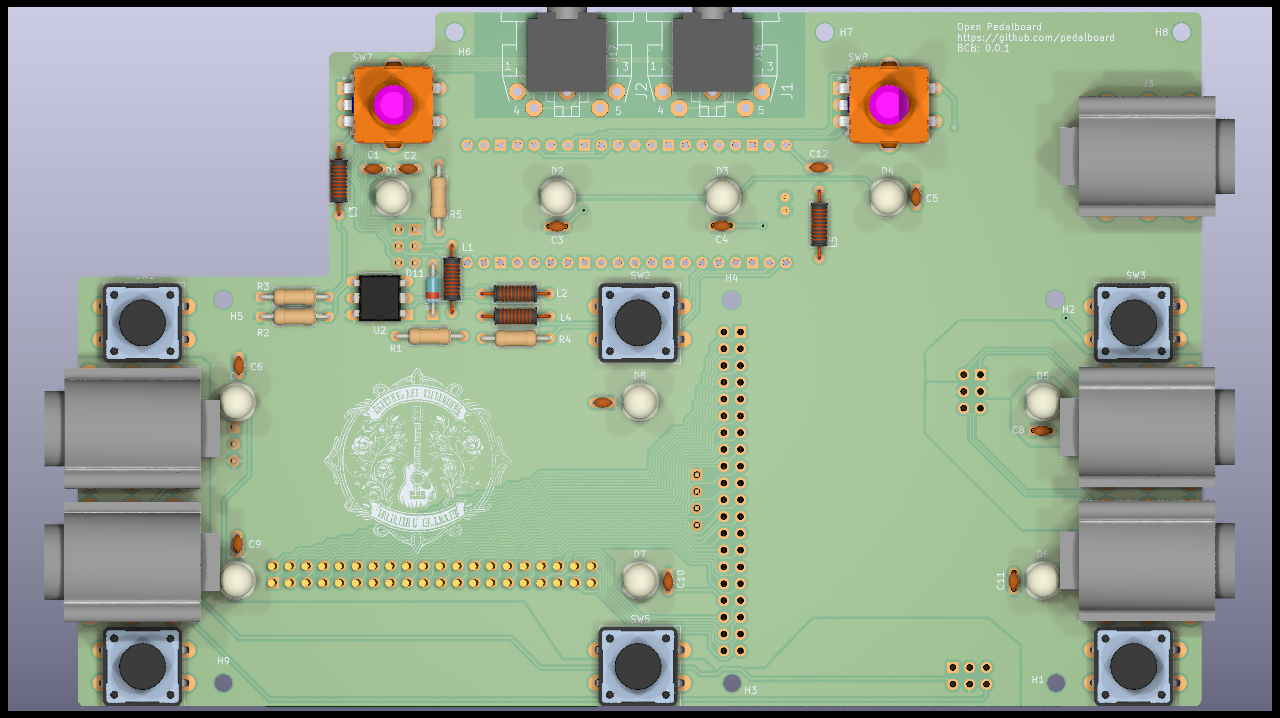 Open Pedalboard
https://github.com/pedalboard
BCB: 0.0.1
H6
H7
H8
SW7
J17
J16
SW8
1
3
1
3
J2
J1
J3
4
5
4
5
C1
C2
C12
D2
D3
D4
C5
R5
L3
C3
C4
L5
L1
D11
SW2
H4
SW3
R3
L2
H5
H2
U2
L4
R2
R1
R4
C6
D8
D5
C8
C9
D7
D6
C10
C11
SW5
H9
H3
H1